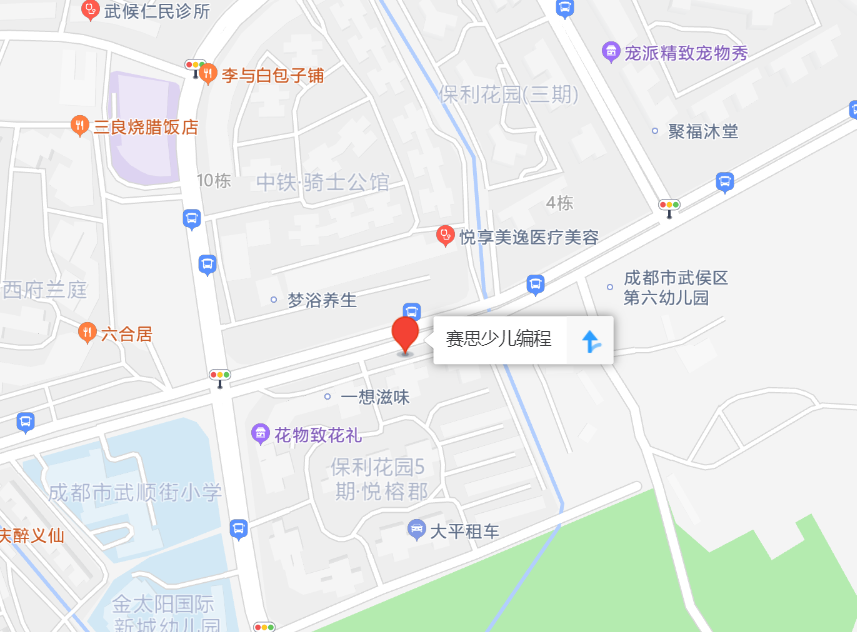 武候仁民诊所
宠派精致宠物秀
李与白包子铺
保利花园(三期)
三良烧腊饭店
聚福沐堂
10栋
中铁·骑士公馆
4栋
悦享美逸医疗美容
西府兰庭
梦浴养生
成都市武侯区
第六幼儿园
六合居
赛思少儿编程
一想滋味
花物致花礼
保利花园5
期·悦榕郡
成都市武顺街小学
大平租车
庆醉义仙
金太阳国际
新城幼儿园